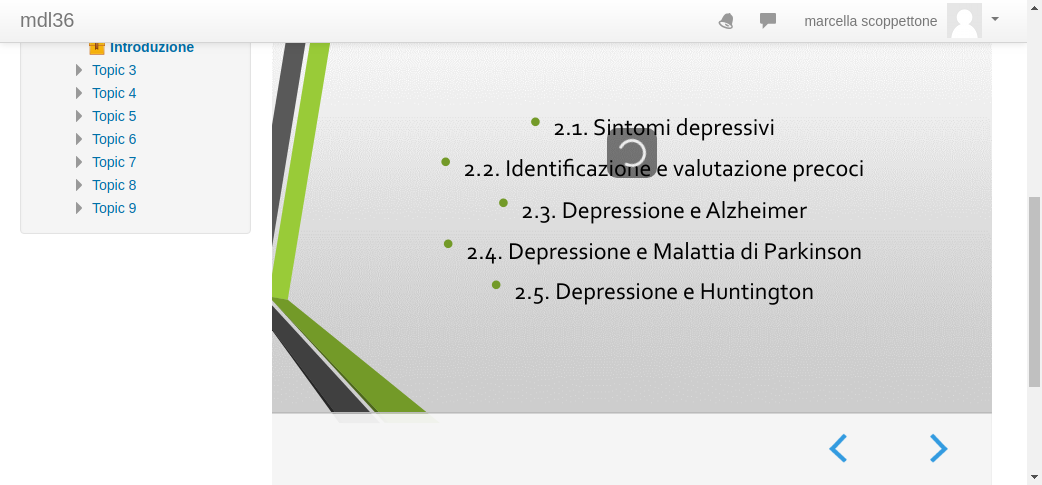 mdl36
marcella scoppettone
Introduzione
Topic 3
Topic 4
Topic 5
Topic 6
Topic 7
Topic 8
Topic 9
• 2.1. Sintomi depressivi
• 2.2. Identificazione e valutazione precoci
• 2.3. Depressione e Alzheimer
• 2.4. Depressione e Malattia di Parkinson
• 2.5. Depressione e Huntington